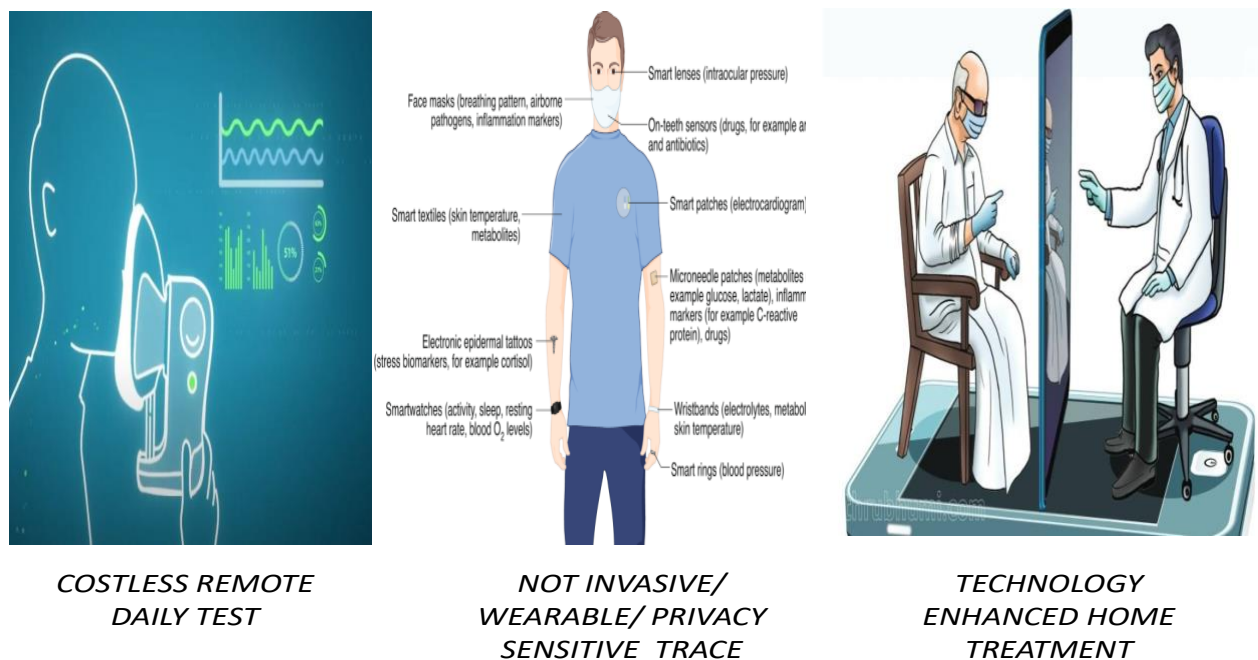 51%
Smart lenses (intraocular pressure)
Face masks (breathing pattern, airborne
pathogens, inflammation markers)
On-teeth sensors (drugs, for example
and antibiotics)
Smart patches (electrocardiogram)
Smart textiles (skin temperature,
metabolites)
Microneedle patches (metabolites
example glucose, lactate), inflamm
markers (for example C-reactive
protein), drugs)
Electronic epidermal tattoos
(stress biomarkers, for example cortisol)
Smartwatches (activity, sleep, resting
heart rate, blood O₂ levels)
Wristbands (electrolytes, metabol
skin temperature)
Smart rings (blood pressure)
thrubhumi.com
COSTLESS REMOTE
DAILY TEST
NOT INVASIVE/
WEARABLE/ PRIVACY
SENSITIVE TRACE
TECHNOLOGY
ENHANCED HOME
TREATMENT